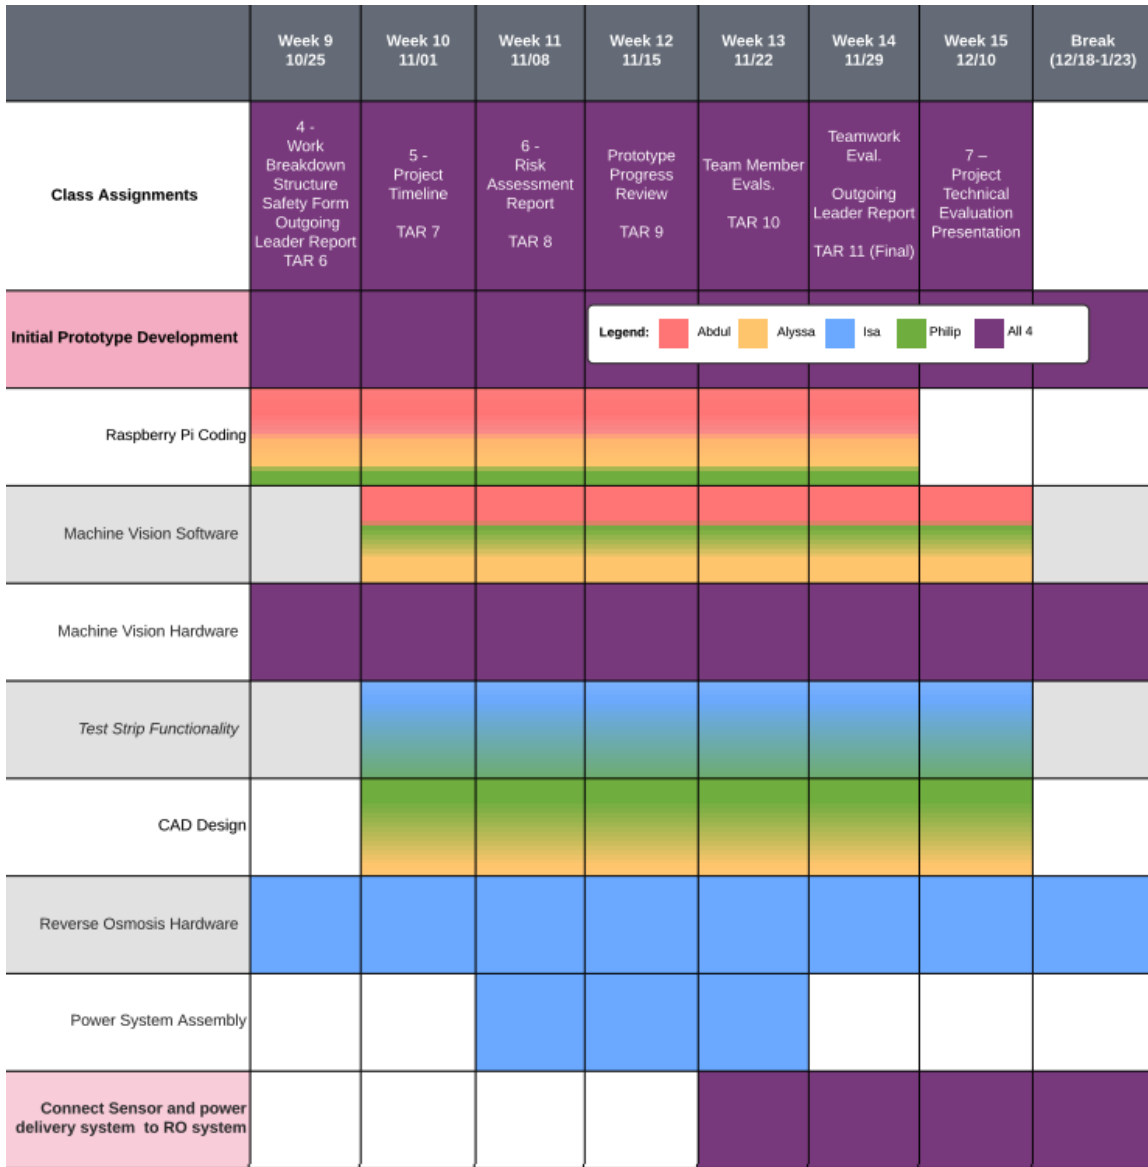 Week 9
10/25
Week 10
11/01
Week 11
11/08
Week 12
11/15
Week 13
11/22
Week 14
11/29
Week 15
12/10
Break
(12/18-1/23)
Class Assignments
4 -
Work
Breakdown
Structure
Safety Form
Outgoing
Leader Report
TAR 6
5 -
Project
Timeline
TAR 7
6 -
Risk
Assessment
Report
TAR 8
Prototype
Progress
Review
TAR 9
Team Member
Evals.
TAR 10
Teamwork
Eval.
Outgoing
Leader Report
TAR 11 (Final)
7 –
Project
Technical
Evaluation
Presentation
Initial Prototype Development
Legend: Abdul Alyssa Isa Philip All 4
Raspberry Pi Coding
Machine Vision Software
Machine Vision Hardware
Test Strip Functionality
CAD Design
Reverse Osmosis Hardware
Power System Assembly
Connect Sensor and power
delivery system to RO system